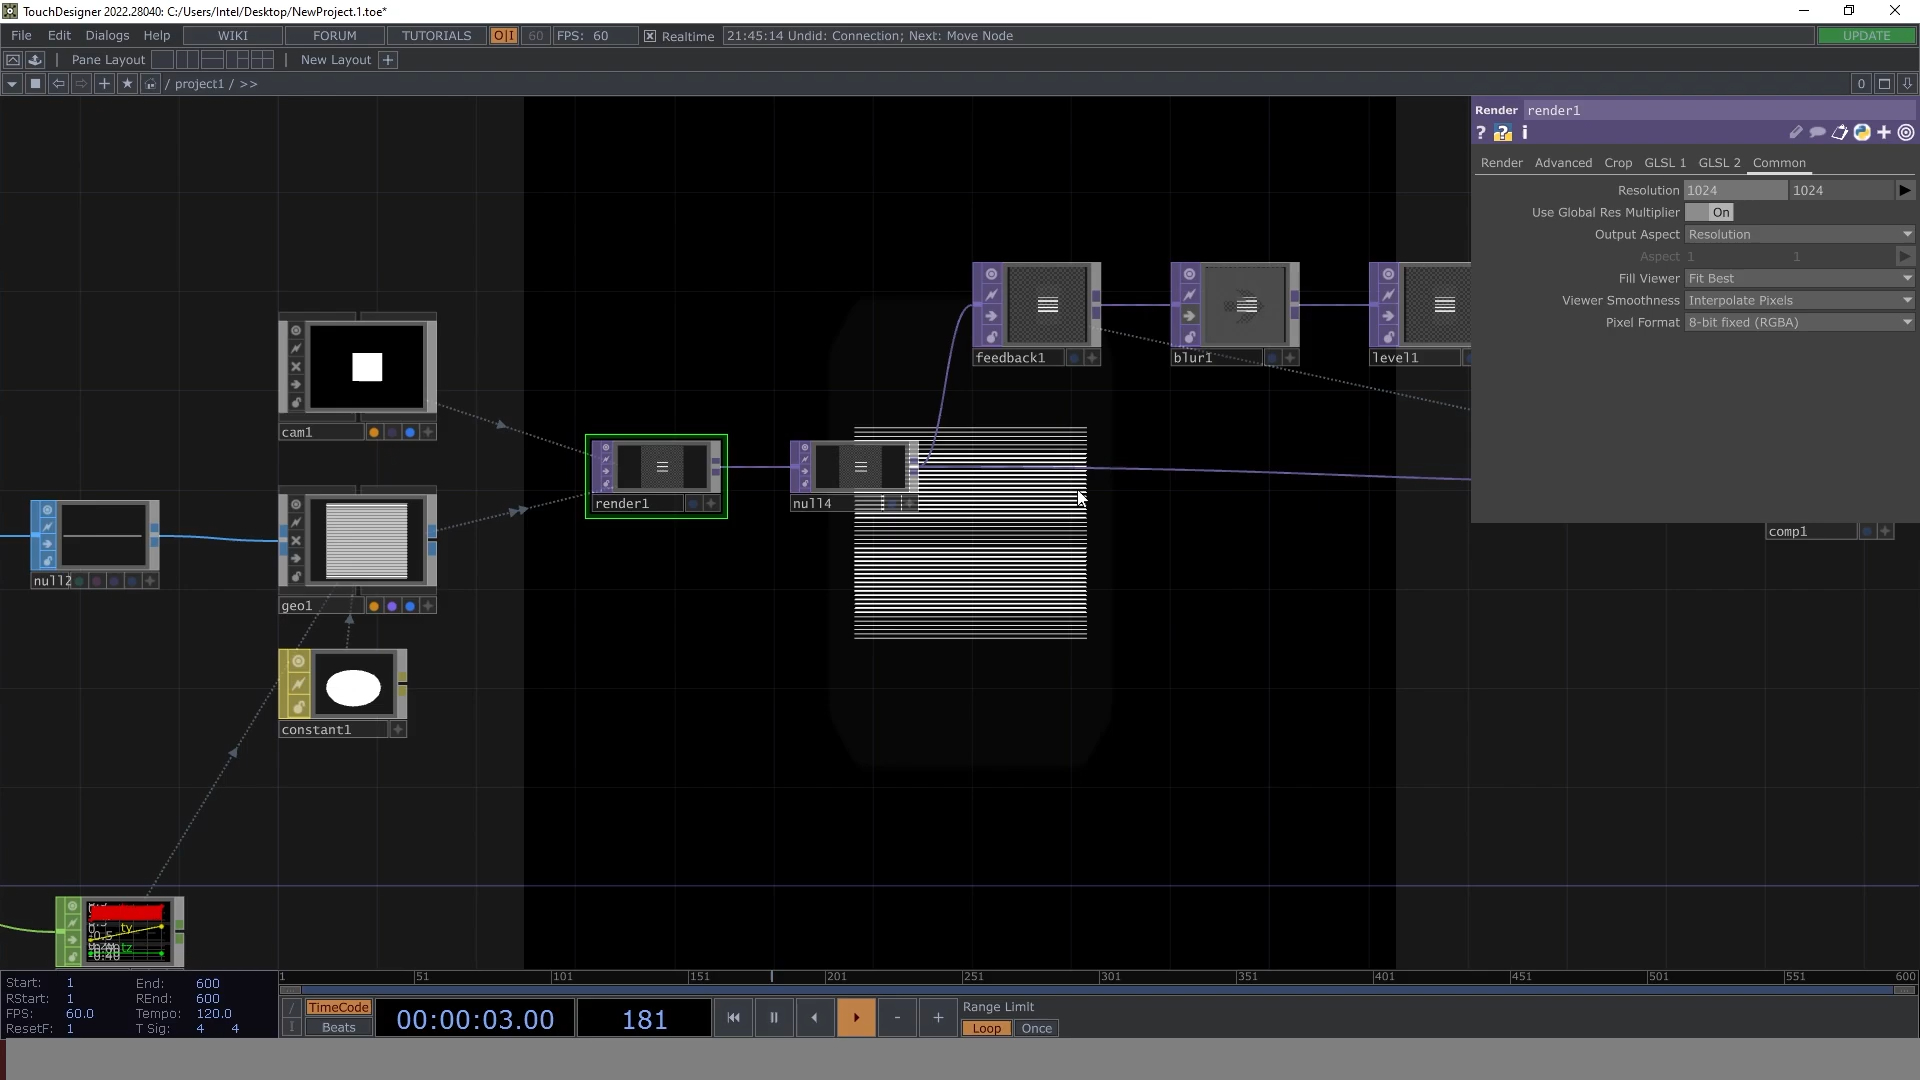 TouchDesigner 2022.28040: C:/Users/Intel/Desktop/NewProject.1.toe*
File Edit Dialogs Help WIKI FORUM TUTORIALS O|I 60 FPS: 60 Realtime 21:45:14 Undid: Connection; Next: Move Node UPDATE
Pane Layout New Layout +
/ project1 / >> 0
Render render1
? ? i
Render Advanced Crop GLSL 1 GLSL 2 Common
Resolution 1024 1024
Use Global Res Multiplier On
Output Aspect Resolution
Aspect 1 1
Fill Viewer Fit Best
Viewer Smoothness Interpolate Pixels
Pixel Format 8-bit fixed (RGBA)
feedback1 blur1 level1
cam1
render1 null4
comp1
null2
geo1
constant1
ty
tz
1 51 101 151 201 251 301 351 401 451 501 551 600
Start: 1 End: 600
RStart: 1 REnd: 600
FPS: 60.0 Tempo: 120.0
ResetF: 1 T Sig: 4 4
TimeCode
Beats
00:00:03.00 181
Range Limit
Loop Once